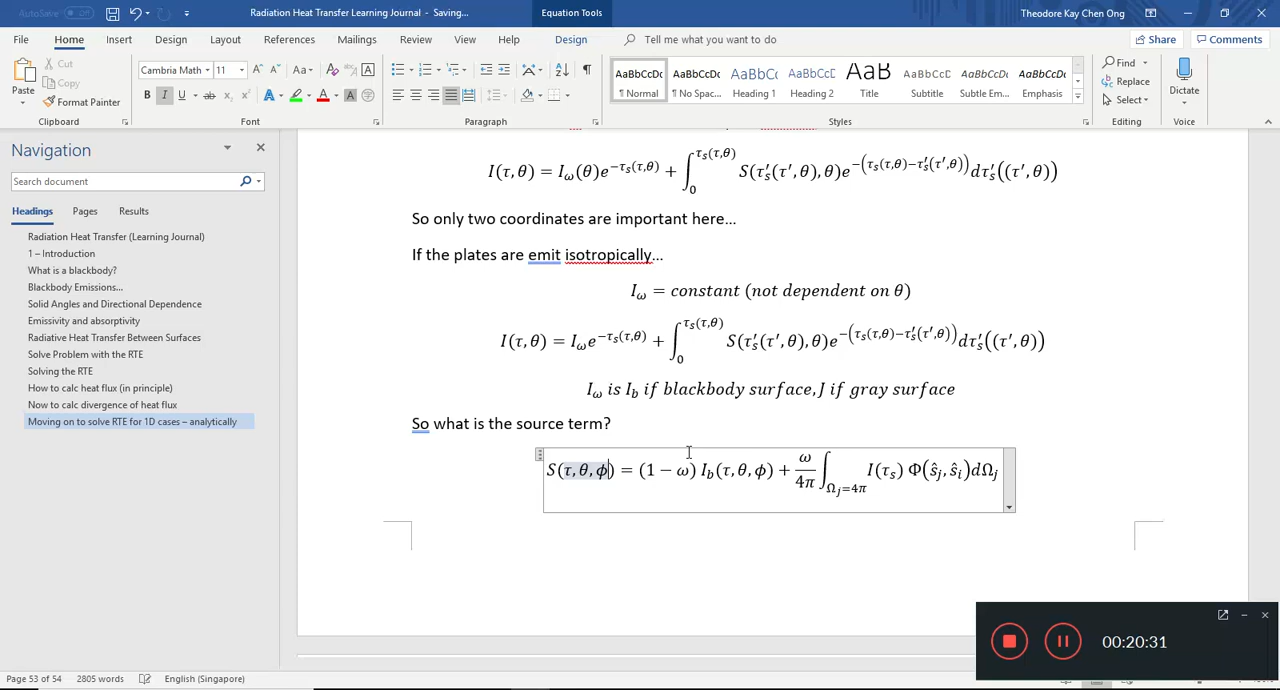 AutoSave Off Radiation Heat Transfer Learning Journal - Saving... Equation Tools Theodore Kay Chen Ong
File Home Insert Design Layout References Mailings Review View Help Design Tell me what you want to do Share Comments
Paste Cut Copy Format Painter
Clipboard
Cambria Math 11
Font
Paragraph
AaBbCcDc AaBbCcDc AaBbCc AaBbCcD AaB AaBbCcD AaBbCcDc AaBbCcDc
¶ Normal ¶ No Spac... Heading 1 Heading 2 Title Subtitle Subtle Em... Emphasis
Styles
Find Replace Select
Editing
Dictate
Voice
Navigation
Search document
Headings Pages Results
Radiation Heat Transfer (Learning Journal)
1 – Introduction
What is a blackbody?
Blackbody Emissions...
Solid Angles and Directional Dependence
Emissivity and absorptivity
Radiative Heat Transfer Between Surfaces
Solve Problem with the RTE
Solving the RTE
How to calc heat flux (in principle)
Now to calc divergence of heat flux
Moving on to solve RTE for 1D cases – analytically
I(τ, θ) = I_ω(θ)e^{−τ_s(τ,θ)} + ∫_0^{τ_s(τ,θ)} S(τ_s′(τ′, θ), θ)e^{−(τ_s(τ,θ)−τ_s′(τ′,θ))} dτ_s′((τ′, θ))
So only two coordinates are important here...
If the plates are emit isotropically...
I_ω = constant (not dependent on θ)
I(τ, θ) = I_ω e^{−τ_s(τ,θ)} + ∫_0^{τ_s(τ,θ)} S(τ_s′(τ′, θ), θ)e^{−(τ_s(τ,θ)−τ_s′(τ′,θ))} dτ_s′((τ′, θ))
I_ω is I_b if blackbody surface, J if gray surface
So what is the source term?
S(τ, θ, ϕ) = (1 − ω) I_b(τ, θ, ϕ) + ω/4π ∫_{Ω_j=4π} I(τ_s) Φ(ŝ_j, ŝ_i)dΩ_j
00:20:31
Page 53 of 54 2805 words English (Singapore)